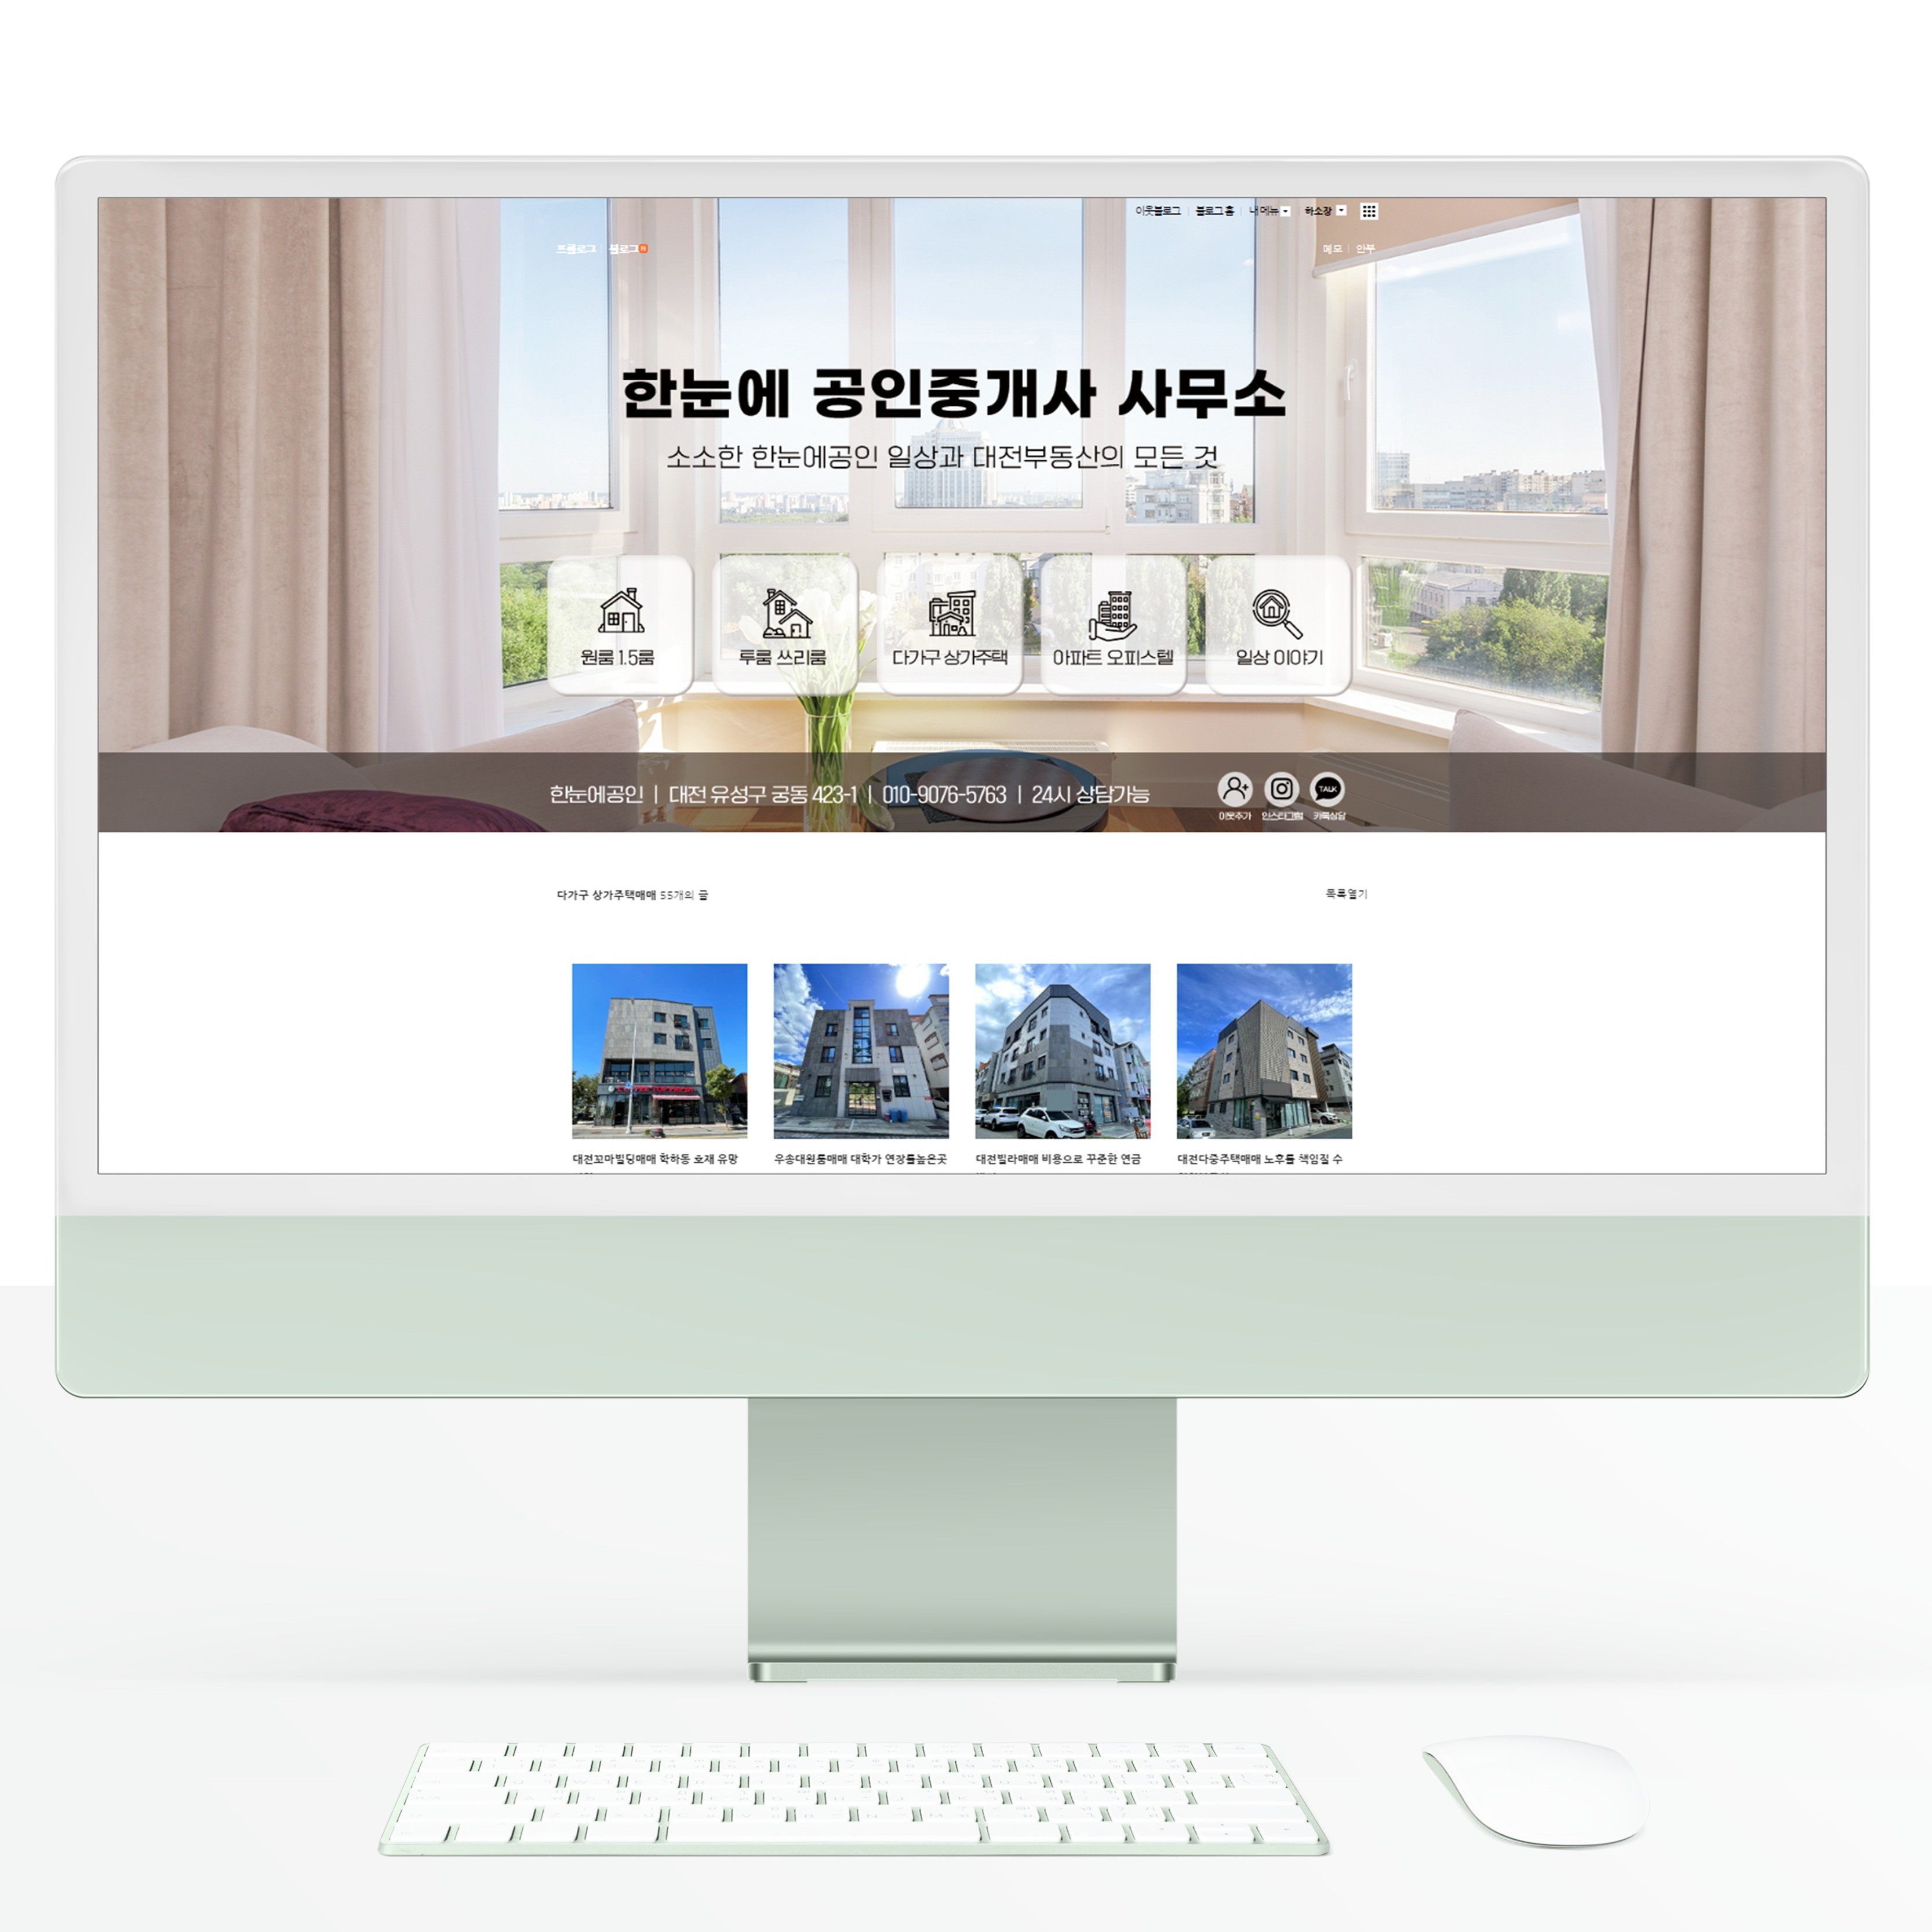 이웃블로그 | 블로그 홈 | 내 메뉴 하소장
프롤로그 블로그 메모 | 안부
한눈에 공인중개사 사무소
소소한 한눈에공인 일상과 대전부동산의 모든 것
원룸 1.5룸 투룸 쓰리룸 다가구 상가주택 아파트 오피스텔 일상 이야기
TALK
한눈에공인 | 대전 유성구 궁동 423-1 | 010-9076-5763 | 24시 상담가능
이웃추가 인스타그램 카톡상담
다가구 상가주택매매 55개의 글 목록열기
대전꼬마빌딩매매 학하동 호재 유망
우송대원룸매매 대학가 연장률높은곳
대전빌라매매 비용으로 꾸준한 연금
대전다중주택매매 노후를 책임질 수